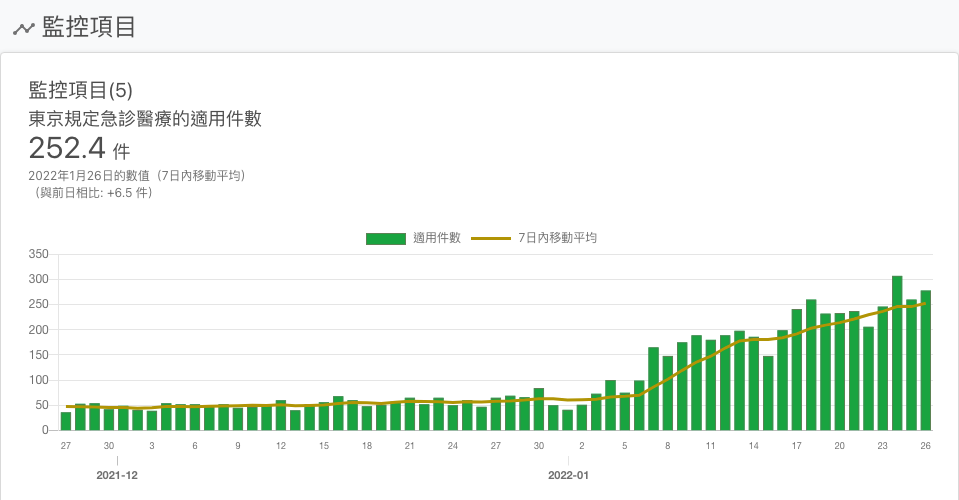 監控項目
監控項目(5)
東京規定急診醫療的適用件數
252.4 件
2022年1月26日的數值（7日內移動平均）
（與前日相比: +6.5 件）
適用件數 7日內移動平均
350
300
250
200
150
100
50
0
27 30 3 6 9 12 15 18 21 24 27 30 2 5 8 11 14 17 20 23 26
2021-12 2022-01